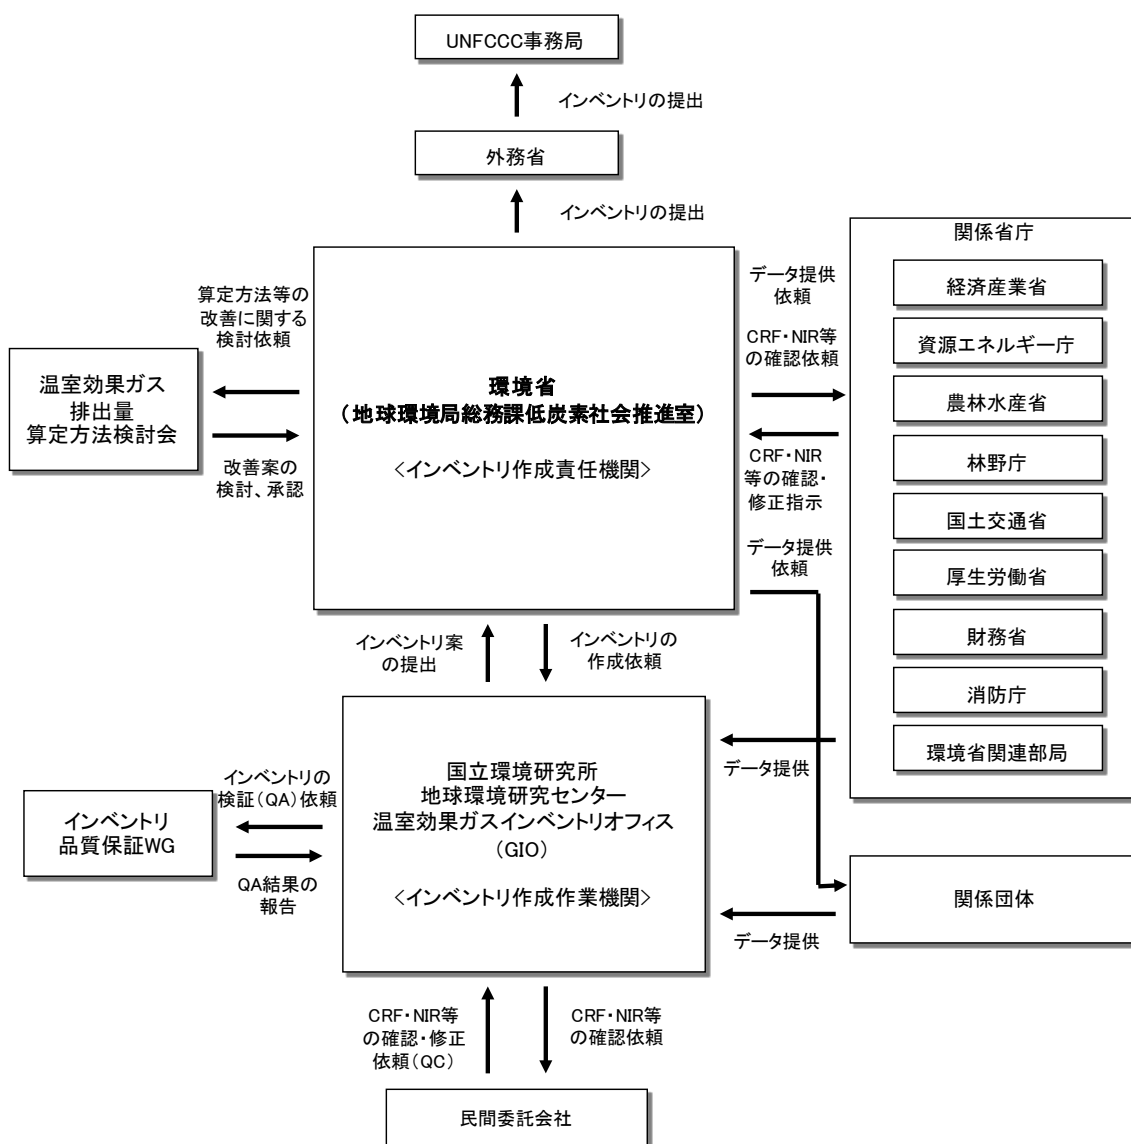 UNFCCC事務局
インベントリの提出
外務省
インベントリの提出
環境省
(地球環境局総務課低炭素社会推進室)
<インベントリ作成責任機関>
算定方法等の
改善に関する
検討依頼
温室効果ガス
排出量
算定方法検討会
改善案の
検討、承認
データ提供
依頼
CRF・NIR等
の確認依頼
CRF・NIR
等の確認・
修正指示
データ提供
依頼
関係省庁
経済産業省
資源エネルギー庁
農林水産省
林野庁
国土交通省
厚生労働省
財務省
消防庁
環境省関連部局
インベントリ案
の提出
インベントリの
作成依頼
国立環境研究所
地球環境研究センター
温室効果ガスインベントリオフィス
(GIO)
<インベントリ作成作業機関>
インベントリの
検証(QA)依頼
インベントリ
品質保証WG
QA結果の
報告
データ提供
関係団体
データ提供
CRF・NIR等
の確認・修正
依頼(QC)
CRF・NIR等
の確認依頼
民間委託会社